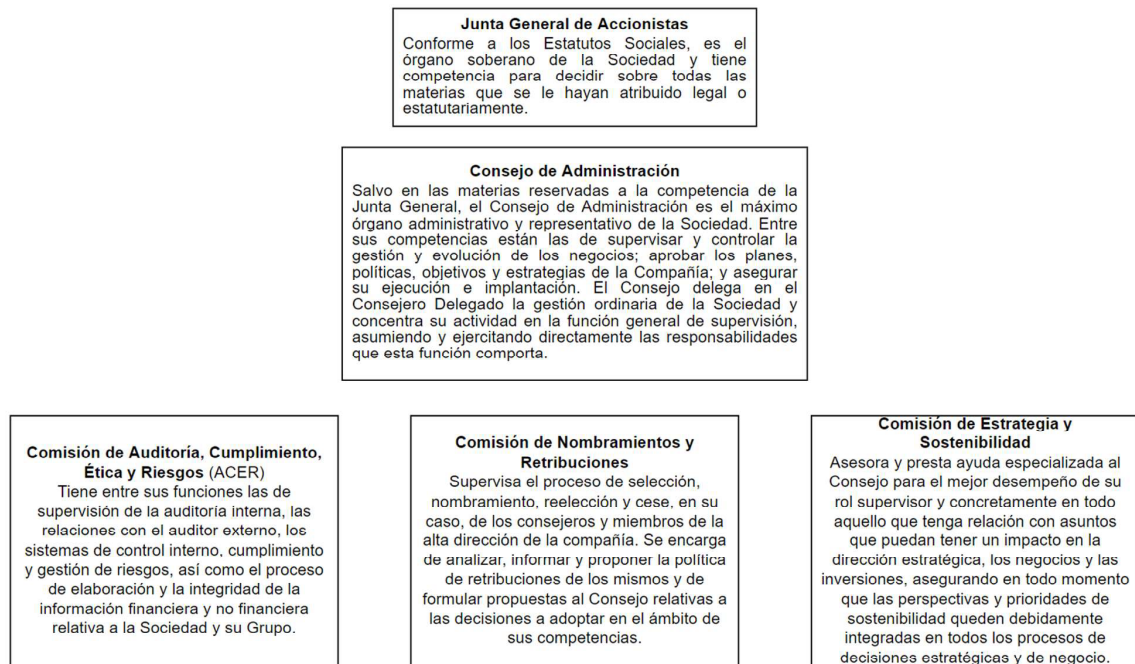 Junta General de Accionistas
Conforme a los Estatutos Sociales, es el
órgano soberano de la Sociedad y tiene
competencia para decidir sobre todas las
materias que se le hayan atribuido legal o
estatutariamente.
Consejo de Administración
Salvo en las materias reservadas a la competencia de la
Junta General, el Consejo de Administración es el máximo
órgano administrativo y representativo de la Sociedad. Entre
sus competencias están las de supervisar y controlar la
gestión y evolución de los negocios; aprobar los planes,
políticas, objetivos y estrategias de la Compañía; y asegurar
su ejecución e implantación. El Consejo delega en el
Consejero Delegado la gestión ordinaria de la Sociedad y
concentra su actividad en la función general de supervisión,
asumiendo y ejercitando directamente las responsabilidades
que esta función comporta.
Comisión de Auditoría, Cumplimiento,
Ética y Riesgos (ACER)
Tiene entre sus funciones las de
supervisión de la auditoría interna, las
relaciones con el auditor externo, los
sistemas de control interno, cumplimiento
y gestión de riesgos, así como el proceso
de elaboración y la integridad de la
información financiera y no financiera
relativa a la Sociedad y su Grupo.
Comisión de Nombramientos y
Retribuciones
Supervisa el proceso de selección,
nombramiento, reelección y cese, en su
caso, de los consejeros y miembros de la
alta dirección de la compañía. Se encarga
de analizar, informar y proponer la política
de retribuciones de los mismos y de
formular propuestas al Consejo relativas a
las decisiones a adoptar en el ámbito de
sus competencias.
Comisión de Estrategia y
Sostenibilidad
Asesora y presta ayuda especializada al
Consejo para el mejor desempeño de su
rol supervisor y concretamente en todo
aquello que tenga relación con asuntos
que puedan tener un impacto en la
dirección estratégica, los negocios y las
inversiones, asegurando en todo momento
que las perspectivas y prioridades de
sostenibilidad queden debidamente
integradas en todos los procesos de
decisiones estratégicas y de negocio.